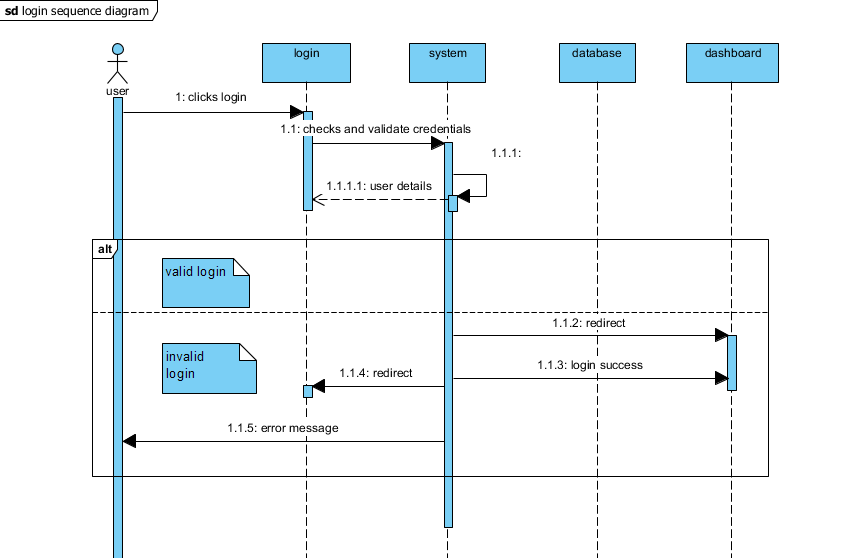 sd login sequence diagram
login
system
database
dashboard
user
1: clicks login
1.1: checks and validate credentials
1.1.1:
1.1.1.1: user details
alt
valid login
1.1.2: redirect
invalid
login
1.1.3: login success
1.1.4: redirect
1.1.5: error message